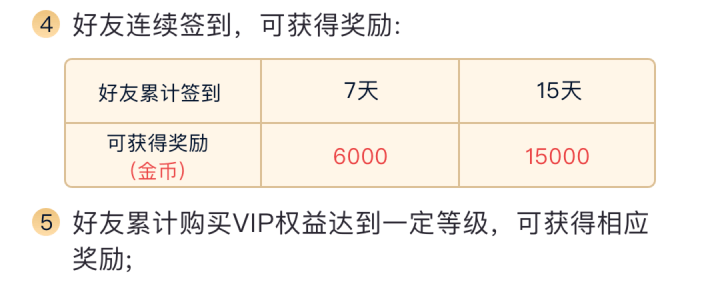 4 好友连续签到，可获得奖励:
好友累计签到 7天 15天
可获得奖励
(金币) 6000 15000
5 好友累计购买VIP权益达到一定等级，可获得相应
奖励;